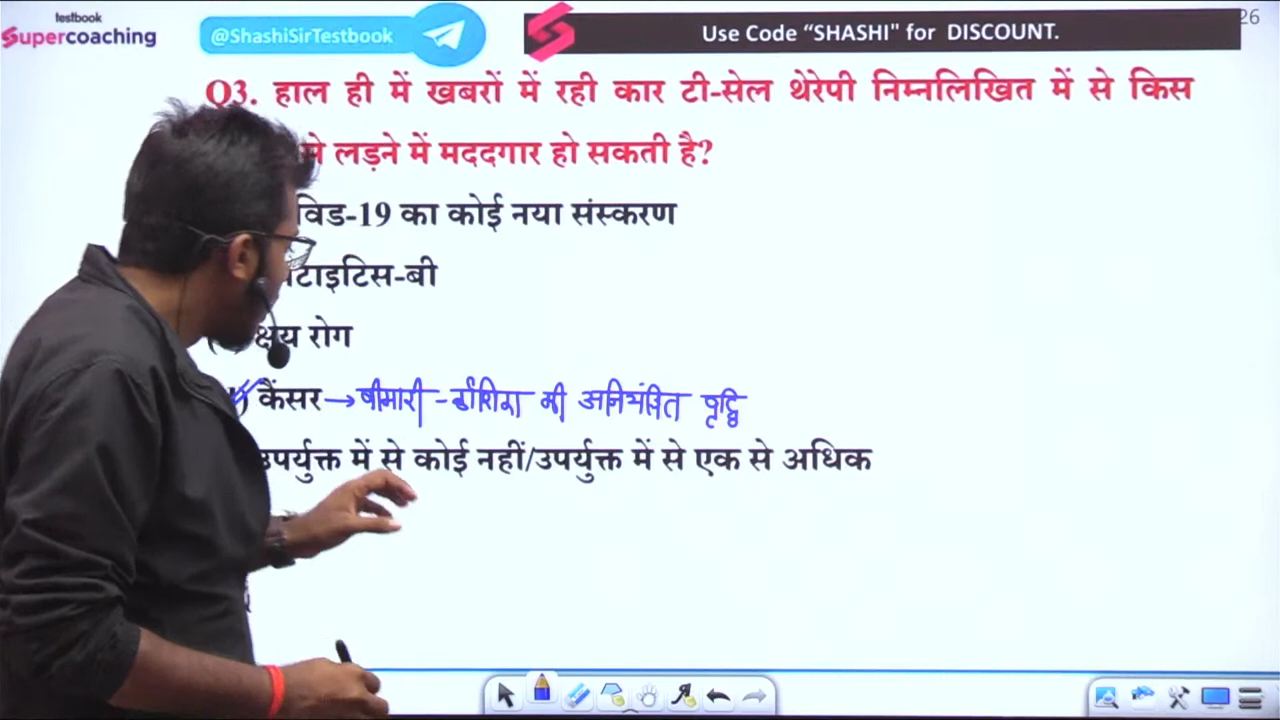 testbook
Supercoaching
@ShashiSirTestbook
Use Code “SHASHI" for DISCOUNT.
26
Q3. हाल ही में खबरों में रही कार टी-सेल थेरेपी निम्नलिखित में से किस
से लड़ने में मददगार हो सकती है?
विड-19 का कोई नया संस्करण
टाइटिस-बी
क्षय रोग
कैंसर → बीमारी - कोशिका की अनियंत्रित वृद्धि
उपर्युक्त में से कोई नहीं/उपर्युक्त में से एक से अधिक